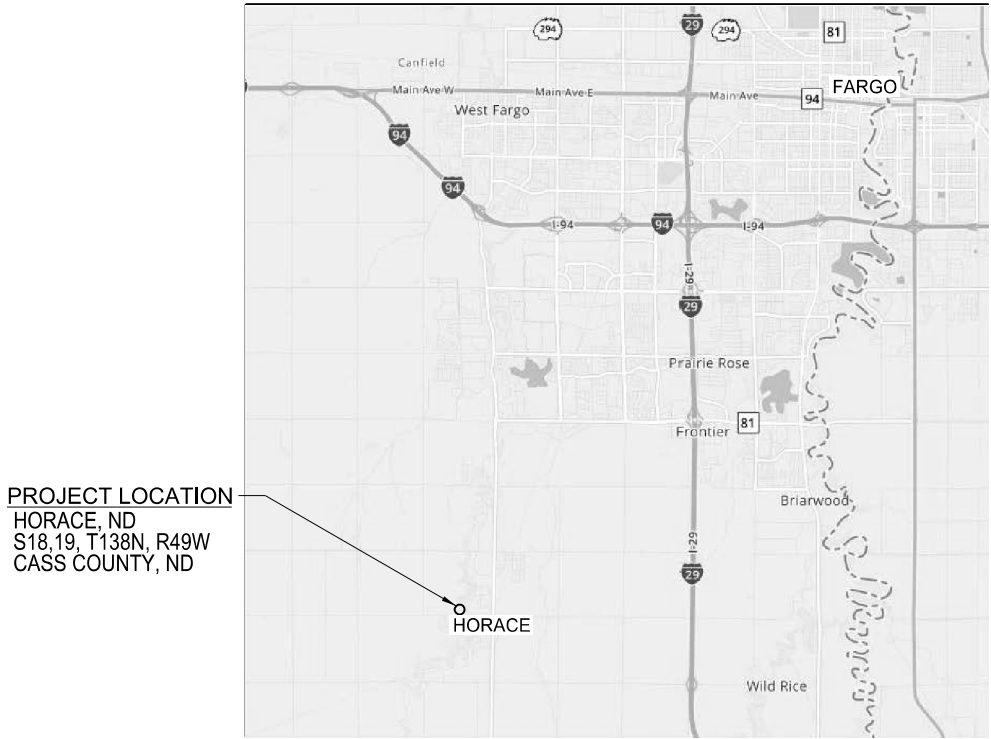 29
294
294
81
Canfield
Main Ave W
Main Ave E
Main Ave
94
FARGO
West Fargo
94
94
I-94
94
I-94
I-29
29
Prairie Rose
Frontier
81
PROJECT LOCATION
HORACE, ND
S18,19, T138N, R49W
CASS COUNTY, ND
Briarwood
I-29
29
HORACE
Wild Rice